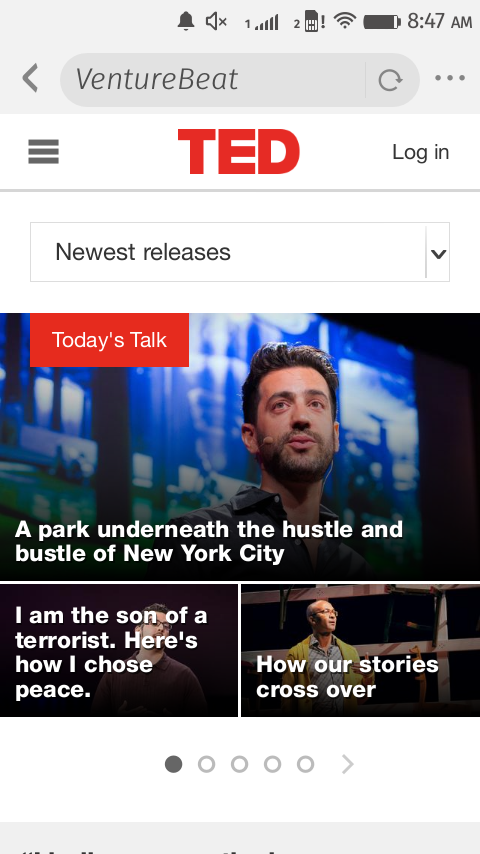 1 2 ! 8:47 AM
VentureBeat
TED
Log in
Newest releases
Today's Talk
A park underneath the hustle and
bustle of New York City
I am the son of a
terrorist. Here's
how I chose
peace.
How our stories
cross over